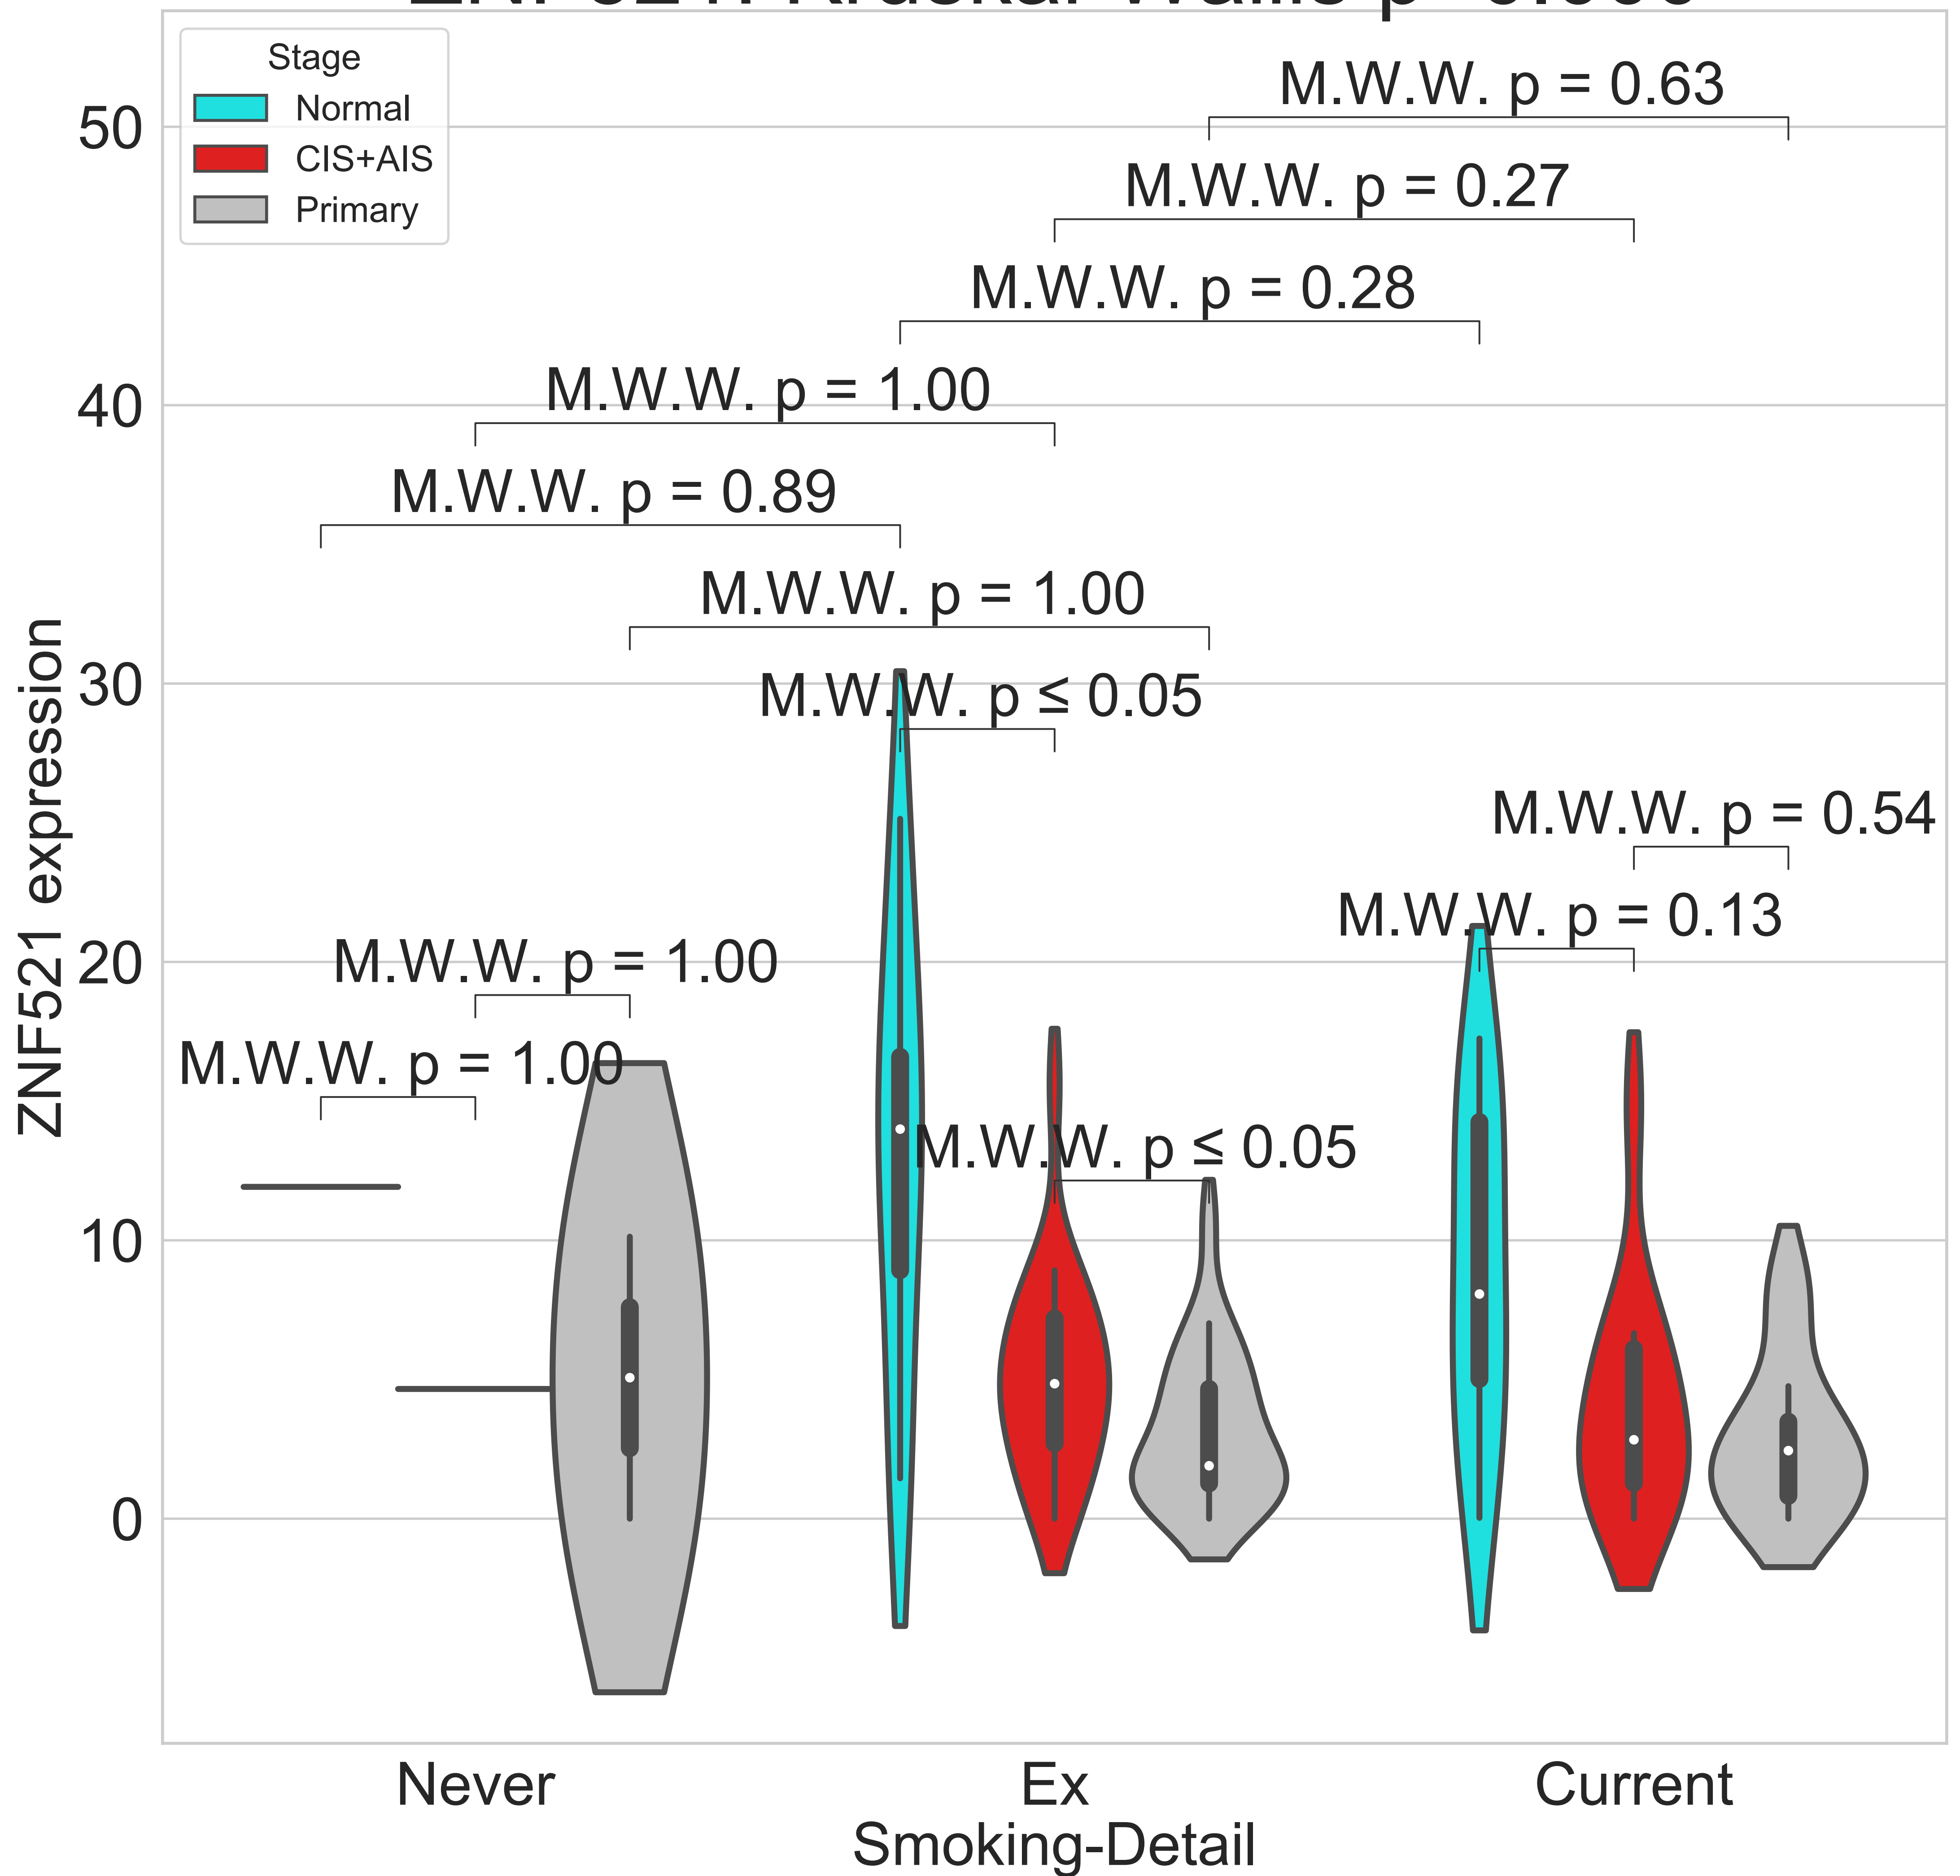 Stage
Normal
CIS+AIS
Primary
M.W.W. p = 0.63
M.W.W. p = 0.27
M.W.W. p = 0.28
M.W.W. p = 1.00
M.W.W. p = 0.89
M.W.W. p = 1.00
M.W.W. p ≤ 0.05
M.W.W. p = 0.54
M.W.W. p = 0.13
M.W.W. p = 1.00
M.W.W. p = 1.00
M.W.W. p ≤ 0.05
50
40
30
20
10
0
ZNF521 expression
Never
Ex
Current
Smoking-Detail